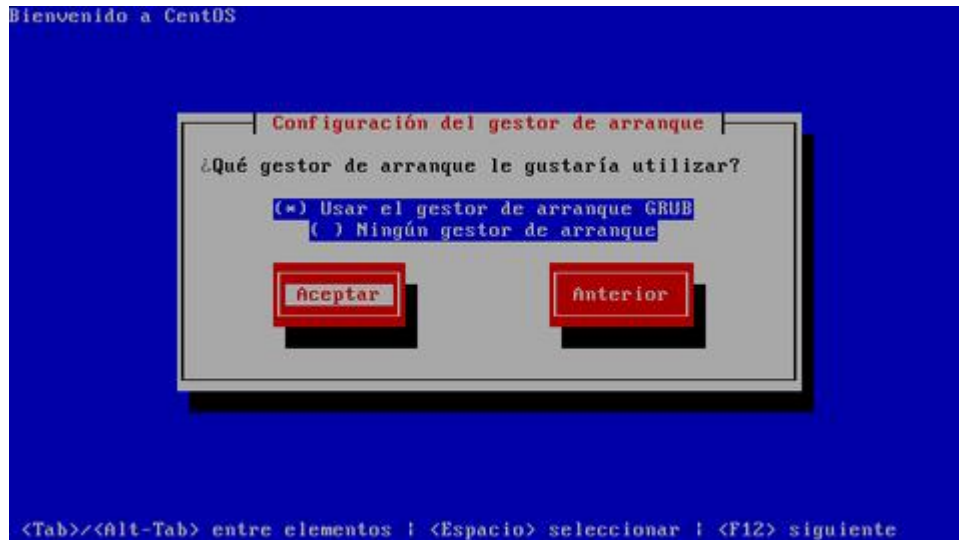 Bienvenido a CentOS
Configuración del gestor de arranque
¿Qué gestor de arranque le gustaría utilizar?
(*) Usar el gestor de arranque GRUB
( ) Ningún gestor de arranque
Aceptar
Anterior
<Tab>/<Alt-Tab> entre elementos | <Espacio> seleccionar | <F12> siguiente